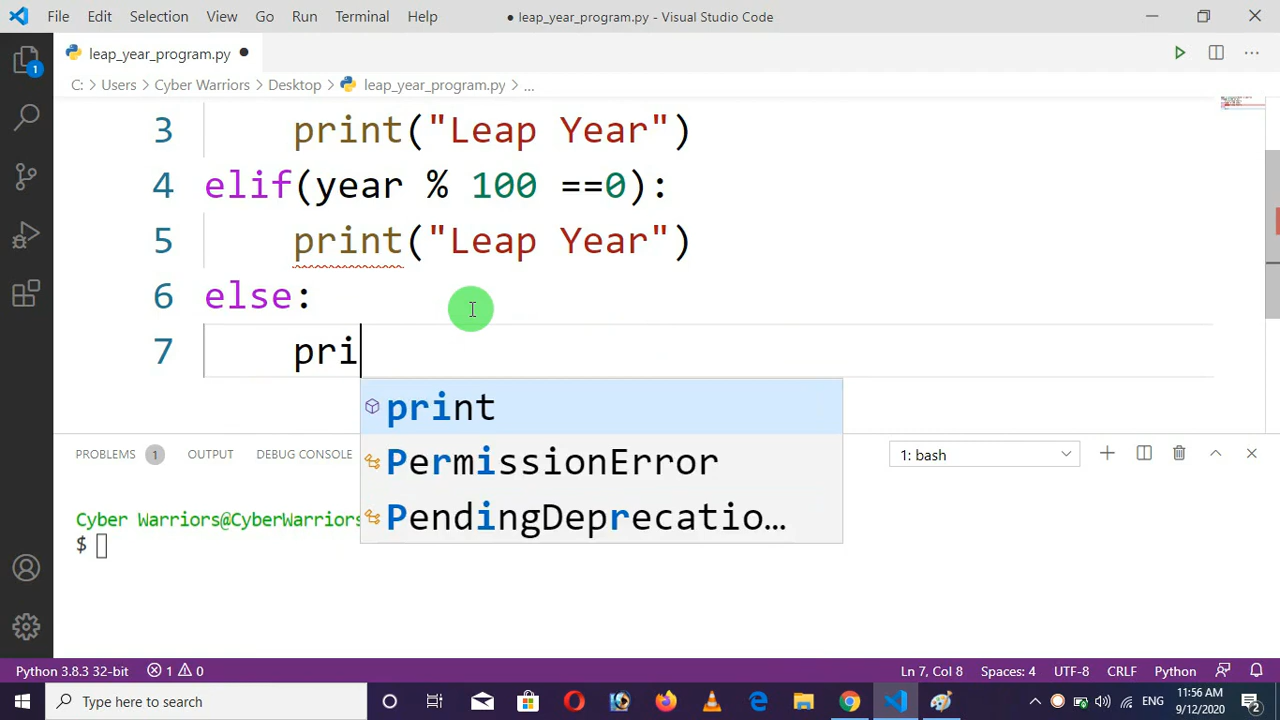 File Edit Selection View Go Run Terminal Help ● leap_year_program.py - Visual Studio Code
leap_year_program.py ●
C: > Users > Cyber Warriors > Desktop > leap_year_program.py > ...
3 print("Leap Year")
4 elif(year % 100 ==0):
5 print("Leap Year")
6 else:
7 pri
print
PermissionError
PendingDeprecatio…
1
PROBLEMS 1 OUTPUT DEBUG CONSOLE 1: bash
Cyber Warriors@CyberWarriors
$
Python 3.8.3 32-bit 1 0 Ln 7, Col 8 Spaces: 4 UTF-8 CRLF Python
Type here to search ENG 11:56 AM
9/12/2020 2